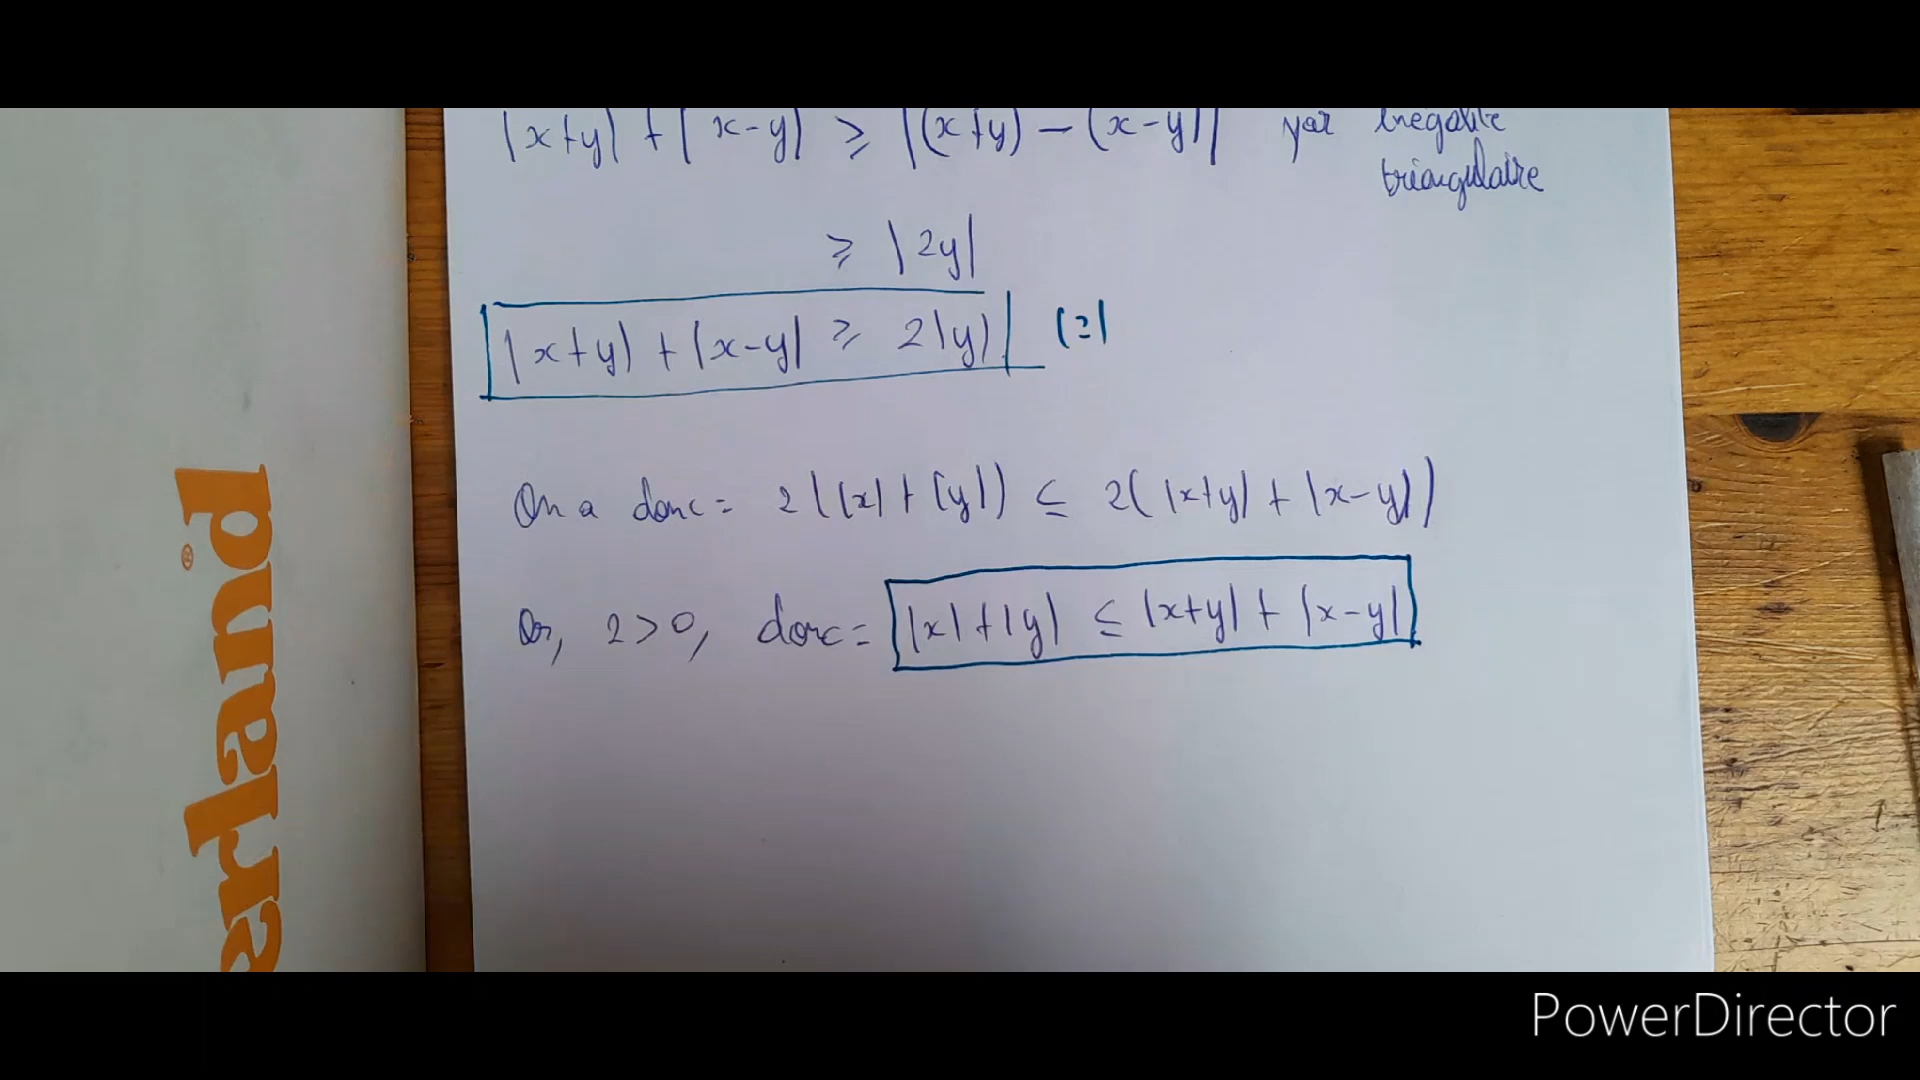 |x+y| + |x-y| ≥ |(x+y) - (x-y)| par inégalité
triangulaire
≥ |2y|
|x+y| + |x-y| ≥ 2|y| (2)
On a donc = 2(|x| + |y|) ≤ 2(|x+y| + |x-y|)
Or, 2>0, donc = |x|+|y| ≤ |x+y| + |x-y|
erland®
PowerDirector